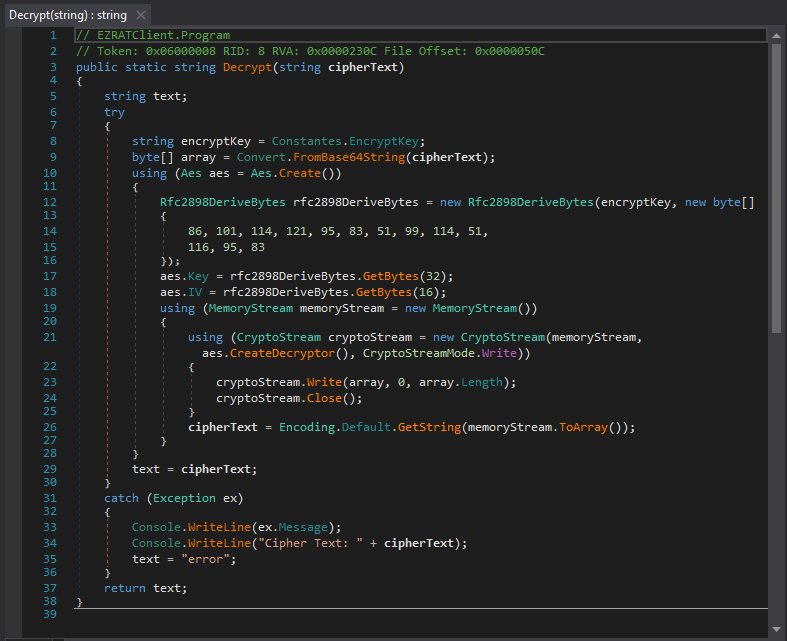 Decrypt(string) : string ×
1 // EZRATClient.Program
2 // Token: 0x06000008 RID: 8 RVA: 0x0000230C File Offset: 0x0000050C
3 public static string Decrypt(string cipherText)
4 {
5 string text;
6 try
7 {
8 string encryptKey = Constantes.EncryptKey;
9 byte[] array = Convert.FromBase64String(cipherText);
10 using (Aes aes = Aes.Create())
11 {
12 Rfc2898DeriveBytes rfc2898DeriveBytes = new Rfc2898DeriveBytes(encryptKey, new byte[]
13 {
14 86, 101, 114, 121, 95, 83, 51, 99, 114, 51,
15 116, 95, 83
16 });
17 aes.Key = rfc2898DeriveBytes.GetBytes(32);
18 aes.IV = rfc2898DeriveBytes.GetBytes(16);
19 using (MemoryStream memoryStream = new MemoryStream())
20 {
21 using (CryptoStream cryptoStream = new CryptoStream(memoryStream,
aes.CreateDecryptor(), CryptoStreamMode.Write))
22 {
23 cryptoStream.Write(array, 0, array.Length);
24 cryptoStream.Close();
25 }
26 cipherText = Encoding.Default.GetString(memoryStream.ToArray());
27 }
28 }
29 text = cipherText;
30 }
31 catch (Exception ex)
32 {
33 Console.WriteLine(ex.Message);
34 Console.WriteLine("Cipher Text: " + cipherText);
35 text = "error";
36 }
37 return text;
38 }
39